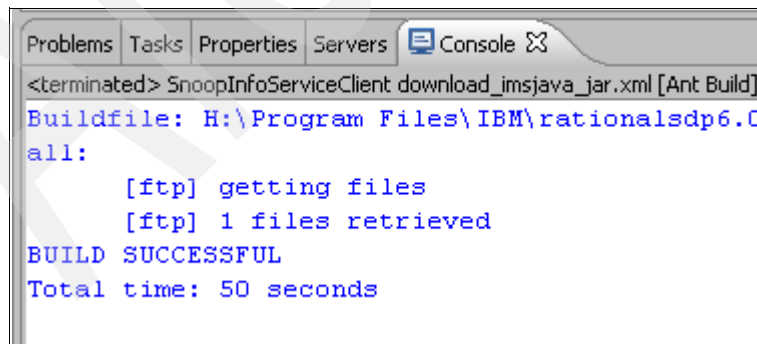 Problems Tasks Properties Servers Console
<terminated> SnoopInfoServiceClient download_imsjava_jar.xml [Ant Build]
Buildfile: H:\Program Files\IBM\rationalsdp6.0
all:
[ftp] getting files
[ftp] 1 files retrieved
BUILD SUCCESSFUL
Total time: 50 seconds